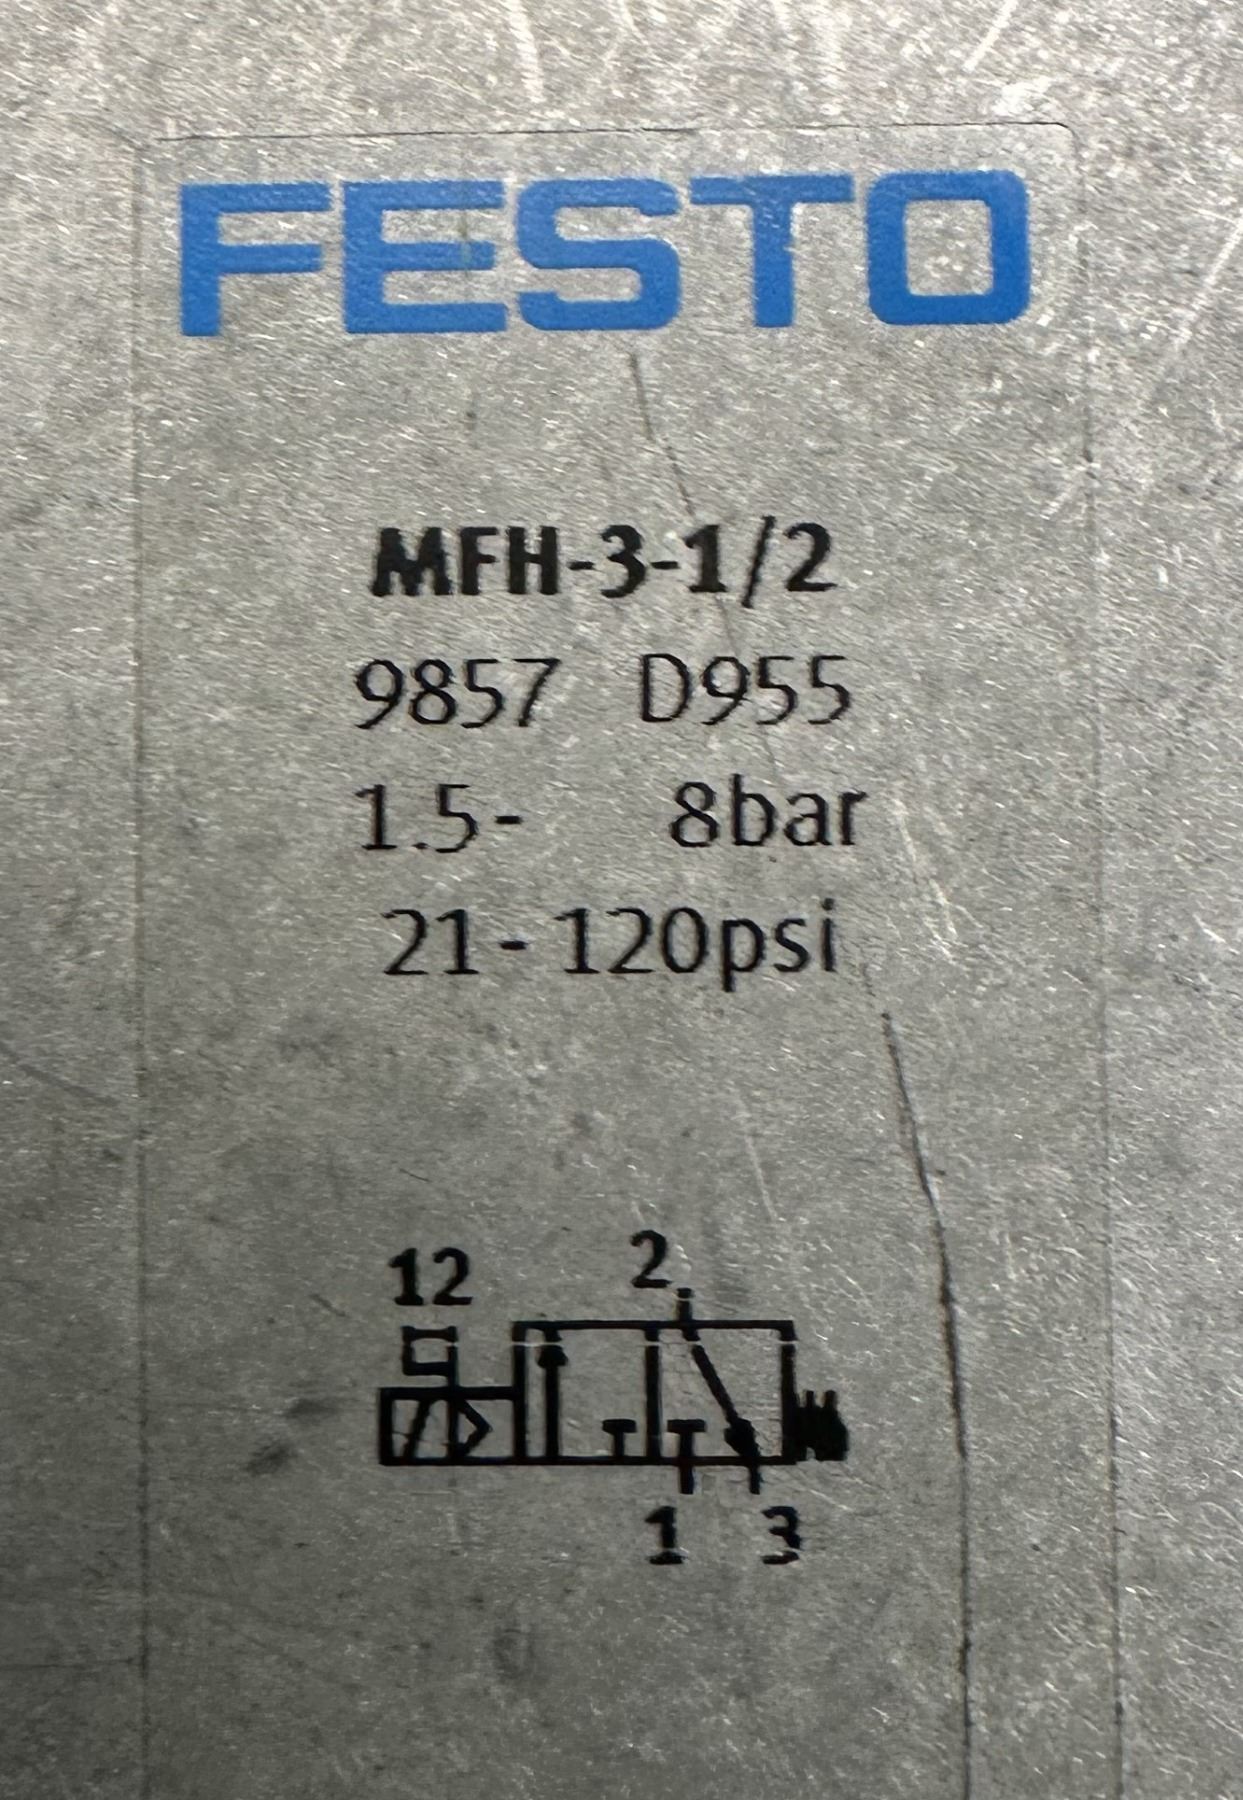 FESTO
MFH-3-1/2
9857 D955
1.5- 8bar
21-120psi
12 2
1 3